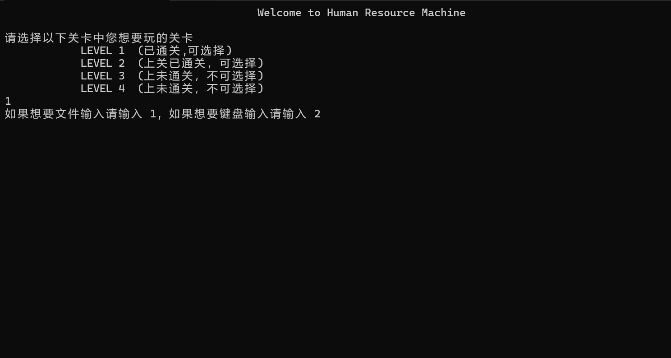 Welcome to Human Resource Machine
请选择以下关卡中您想要玩的关卡
LEVEL 1 （已通关,可选择）
LEVEL 2 （上关已通关，可选择）
LEVEL 3 （上未通关，不可选择）
LEVEL 4 （上未通关，不可选择）
1
如果想要文件输入请输入 1，如果想要键盘输入请输入 2